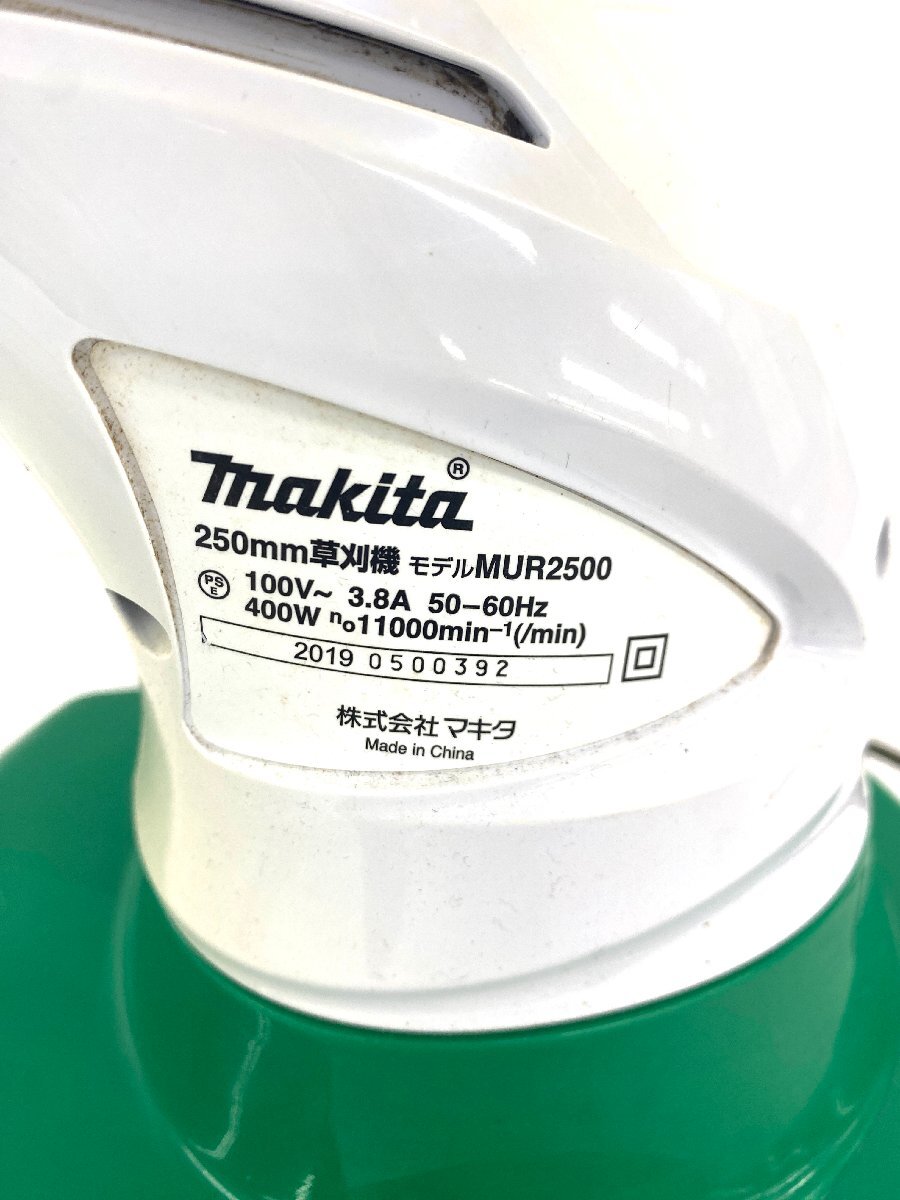 makita®
250mm草刈機 モデルMUR2500
PSE 100V~ 3.8A 50-60Hz
400W n₀11000min⁻¹(/min)
2019 0500392
株式会社 マキタ
Made in China